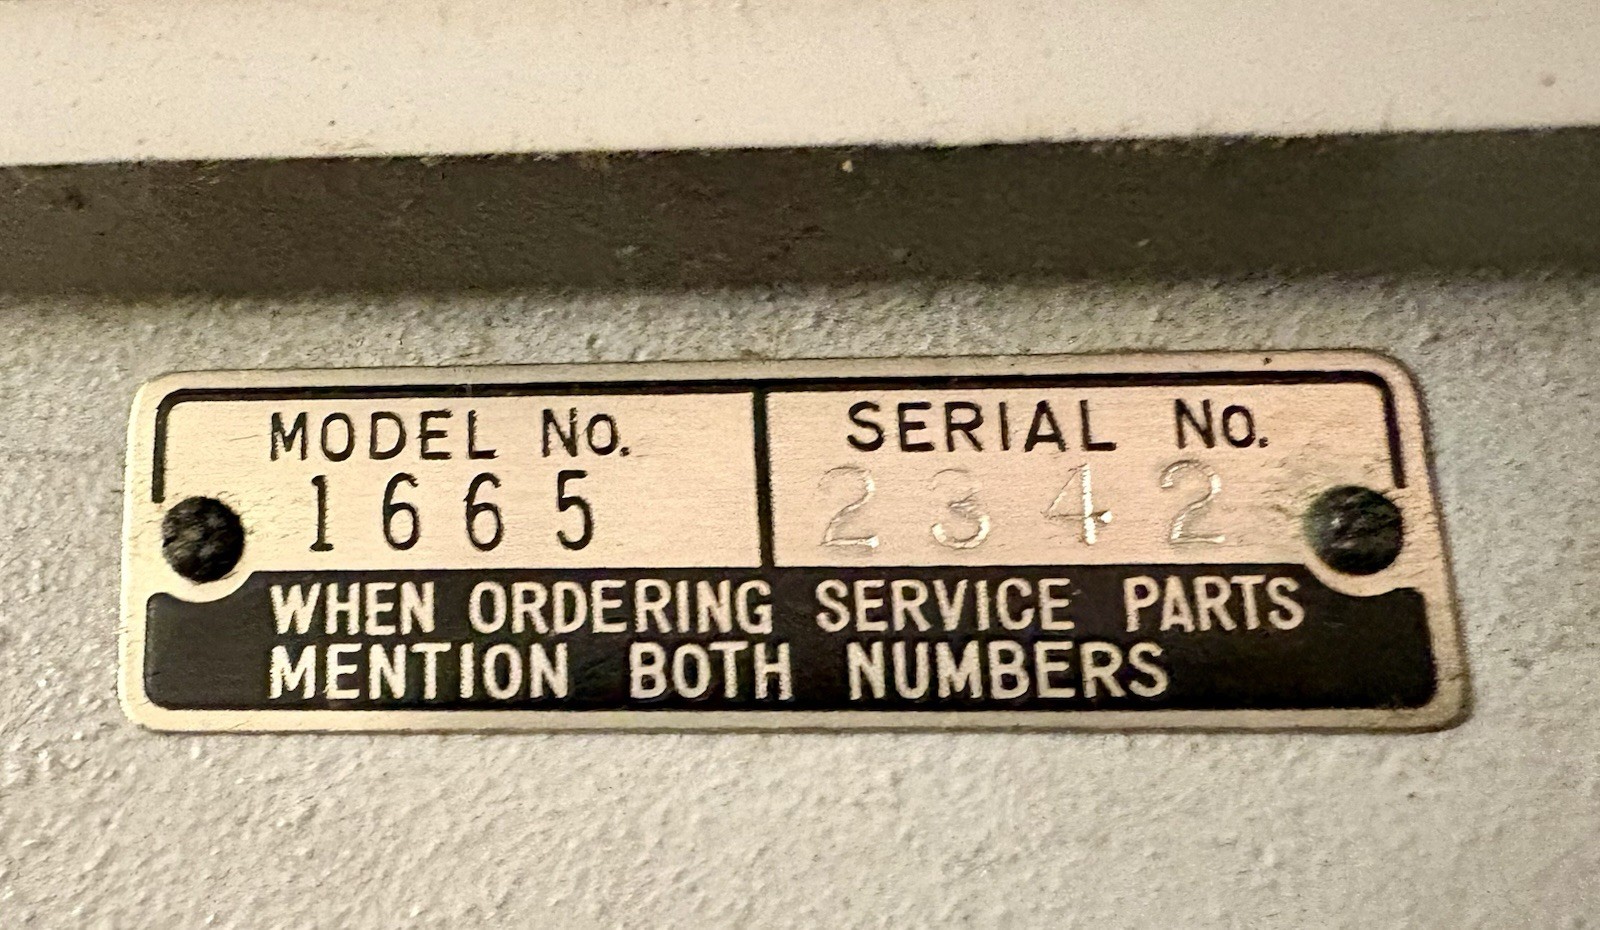 MODEL No. SERIAL No.
1665 2342
WHEN ORDERING SERVICE PARTS
MENTION BOTH NUMBERS